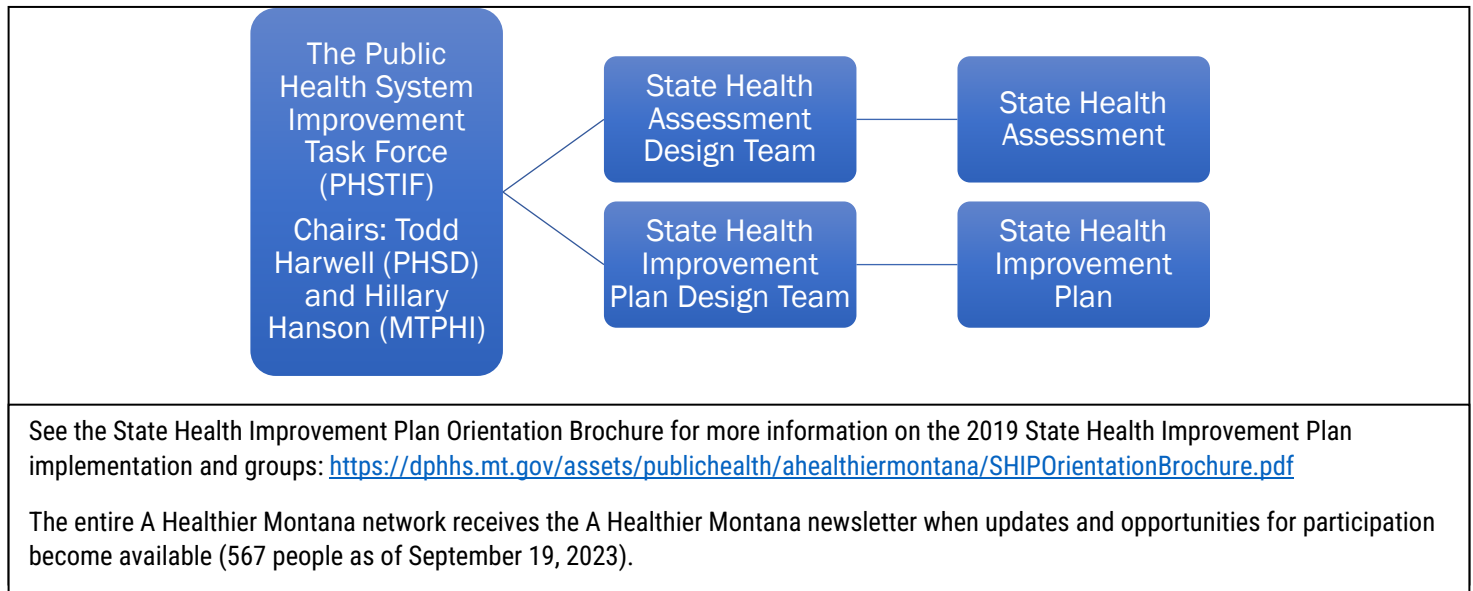 The Public
Health System
Improvement
Task Force
(PHSTIF)
Chairs: Todd
Harwell (PHSD)
and Hillary
Hanson (MTPHI)
State Health
Assessment
Design Team
State Health
Assessment
State Health
Improvement
Plan Design Team
State Health
Improvement
Plan
See the State Health Improvement Plan Orientation Brochure for more information on the 2019 State Health Improvement Plan
implementation and groups: https://dphhs.mt.gov/assets/publichealth/ahealthiermontana/SHIPOrientationBrochure.pdf
The entire A Healthier Montana network receives the A Healthier Montana newsletter when updates and opportunities for participation
become available (567 people as of September 19, 2023).